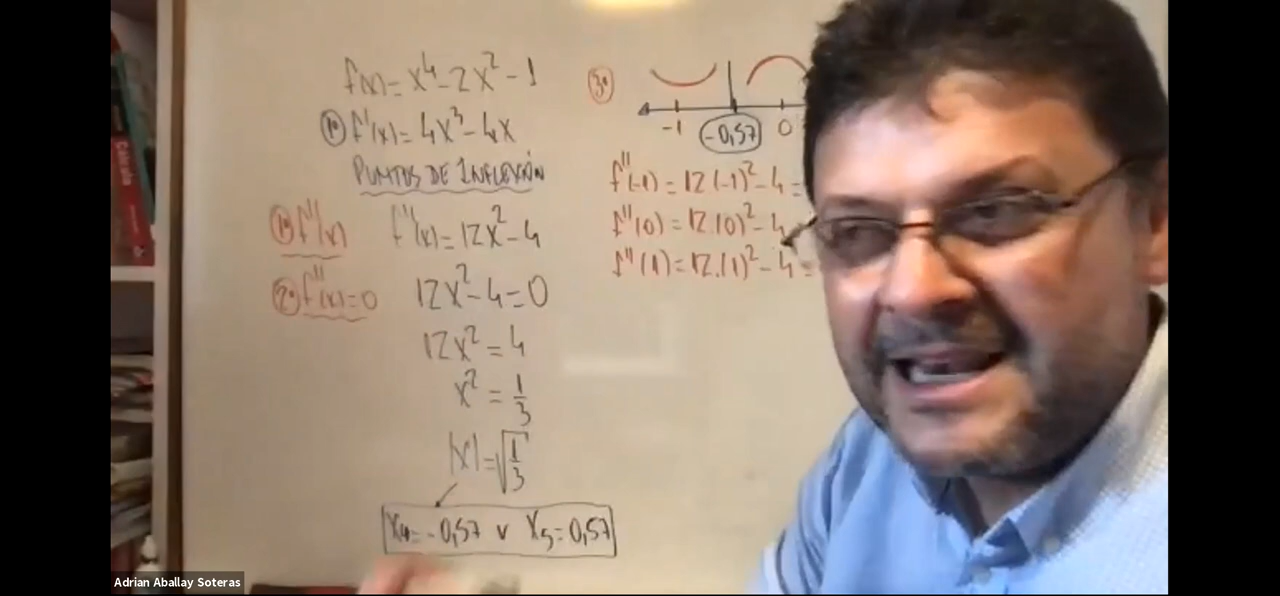 f(x) = x⁴ - 2x² - 1
1º f'(x) = 4x³ - 4x
PUNTOS DE INFLEXIÓN
1º f''(x) f''(x) = 12x² - 4
2º f''(x) = 0 12x² - 4 = 0
12x² = 4
x² = 1/3
|x| = √(1/3)
X₄ = -0,57 v X₅ = 0,57
3º
-1 -0,57 0
f''(-1) = 12(-1)² - 4 =
f''(0) = 12.(0)² - 4
f''(1) = 12.(1)² - 4 =
Cálculo
Adrian Aballay Soteras